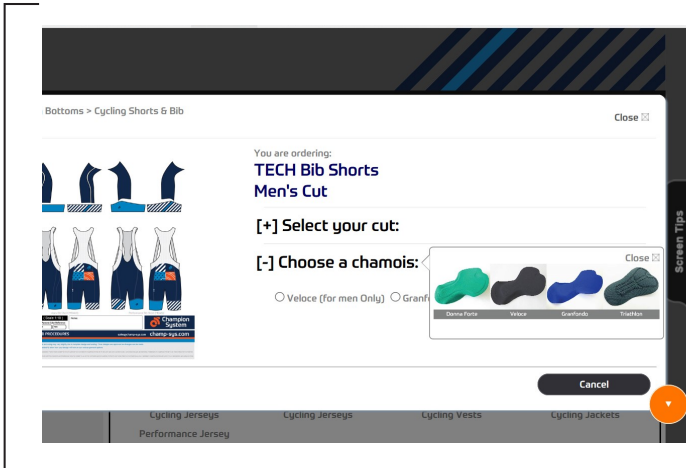 Bottoms > Cycling Shorts & Bib
Close
You are ordering:
TECH Bib Shorts
Men's Cut
[+] Select your cut:
[-] Choose a chamois:
Close
Donna Forte
Veloce
Granfondo
Triathlon
Veloce (for men Only)
Granf
Champion
System
PROCEDURES
champ-sys.com
Screen Tips
Cancel
Cycling Jerseys
Cycling Jerseys
Cycling Vests
Cycling Jackets
Performance Jersey